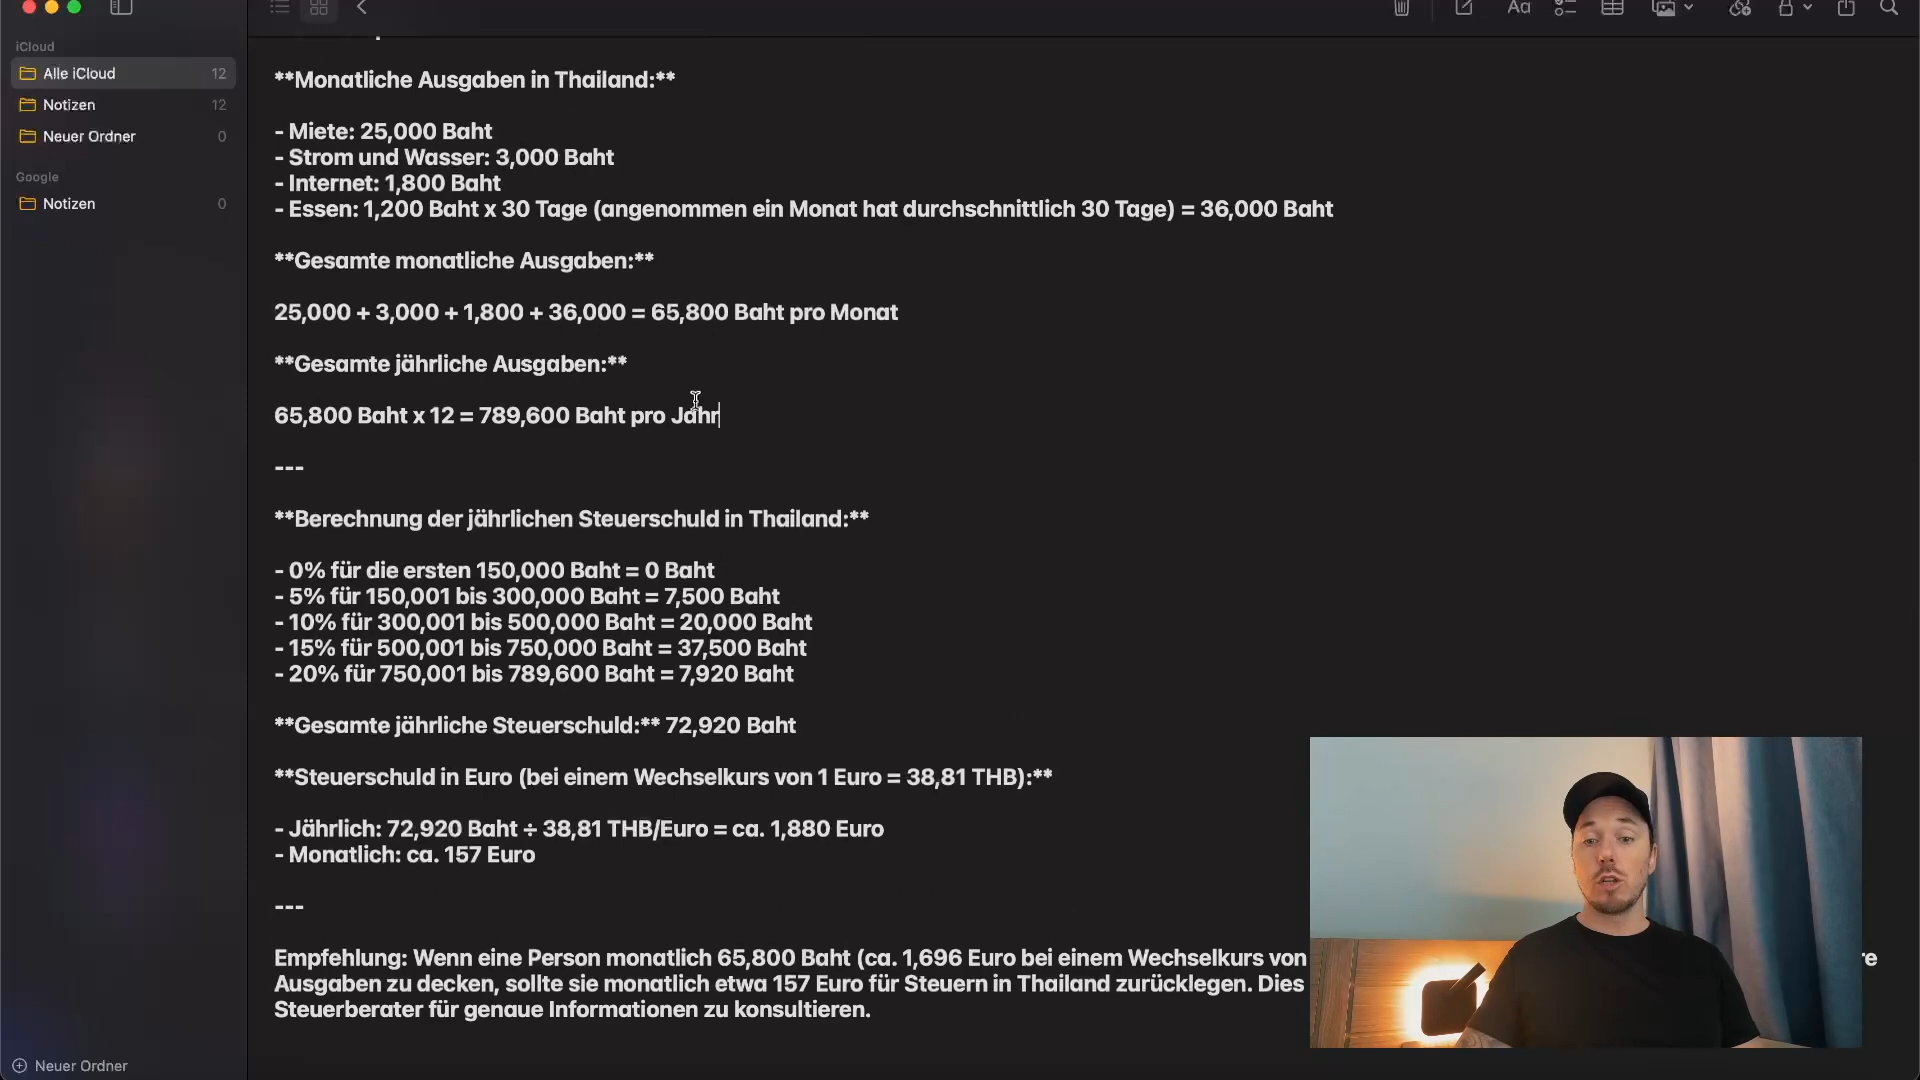 iCloud
Alle iCloud 12
Notizen 12
Neuer Ordner 0
Google
Notizen 0
Neuer Ordner
Aa
**Monatliche Ausgaben in Thailand:**
- Miete: 25,000 Baht
- Strom und Wasser: 3,000 Baht
- Internet: 1,800 Baht
- Essen: 1,200 Baht x 30 Tage (angenommen ein Monat hat durchschnittlich 30 Tage) = 36,000 Baht
**Gesamte monatliche Ausgaben:**
25,000 + 3,000 + 1,800 + 36,000 = 65,800 Baht pro Monat
**Gesamte jährliche Ausgaben:**
65,800 Baht x 12 = 789,600 Baht pro Jahr
---
**Berechnung der jährlichen Steuerschuld in Thailand:**
- 0% für die ersten 150,000 Baht = 0 Baht
- 5% für 150,001 bis 300,000 Baht = 7,500 Baht
- 10% für 300,001 bis 500,000 Baht = 20,000 Baht
- 15% für 500,001 bis 750,000 Baht = 37,500 Baht
- 20% für 750,001 bis 789,600 Baht = 7,920 Baht
**Gesamte jährliche Steuerschuld:** 72,920 Baht
**Steuerschuld in Euro (bei einem Wechselkurs von 1 Euro = 38,81 THB):**
- Jährlich: 72,920 Baht ÷ 38,81 THB/Euro = ca. 1,880 Euro
- Monatlich: ca. 157 Euro
---
Empfehlung: Wenn eine Person monatlich 65,800 Baht (ca. 1,696 Euro bei einem Wechselkurs von
Ausgaben zu decken, sollte sie monatlich etwa 157 Euro für Steuern in Thailand zurücklegen. Dies
Steuerberater für genaue Informationen zu konsultieren.